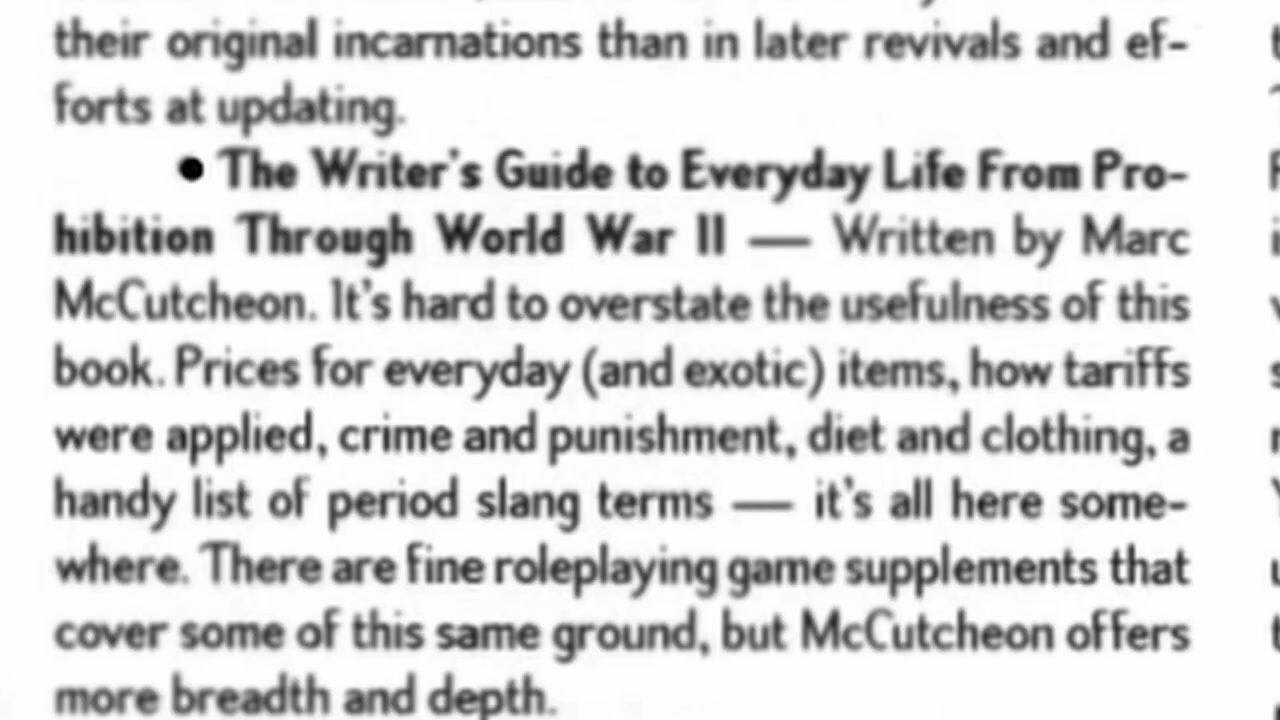 their original incarnations than in later revivals and ef-
forts at updating.
• The Writer's Guide to Everyday Life From Pro-
hibition Through World War II — Written by Marc
McCutcheon. It's hard to overstate the usefulness of this
book. Prices for everyday (and exotic) items, how tariffs
were applied, crime and punishment, diet and clothing, a
handy list of period slang terms — it's all here some-
where. There are fine roleplaying game supplements that
cover some of this same ground, but McCutcheon offers
more breadth and depth.